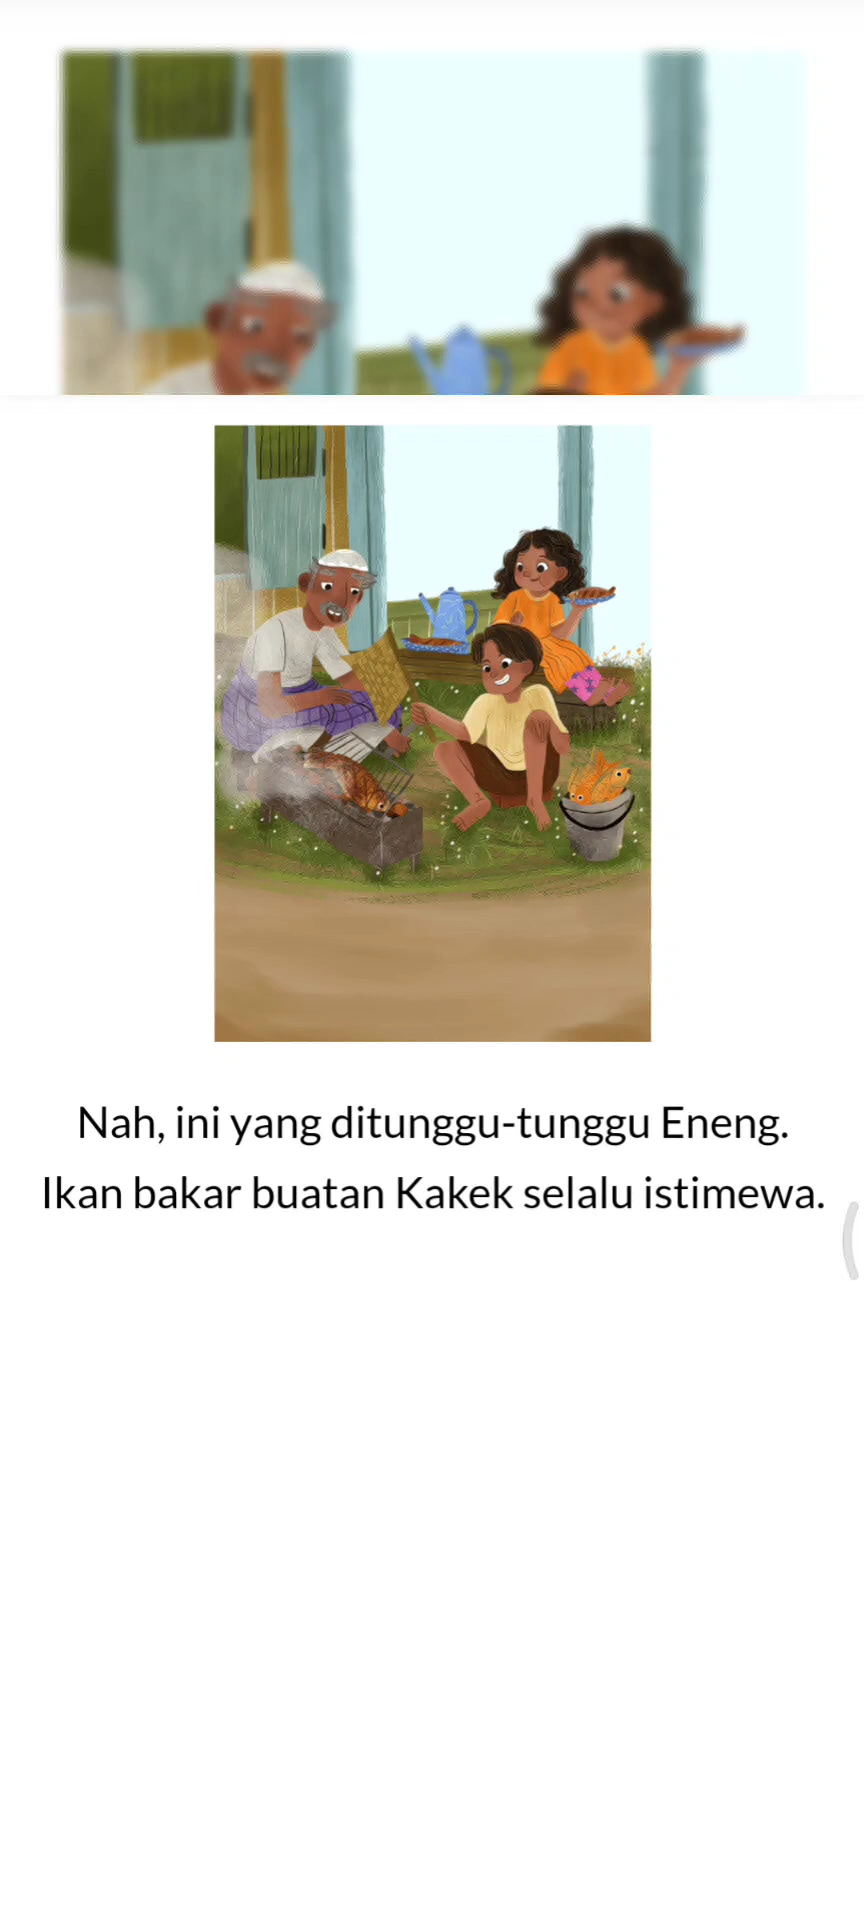 Nah, ini yang ditunggu-tunggu Eneng.
Ikan bakar buatan Kakek selalu istimewa.